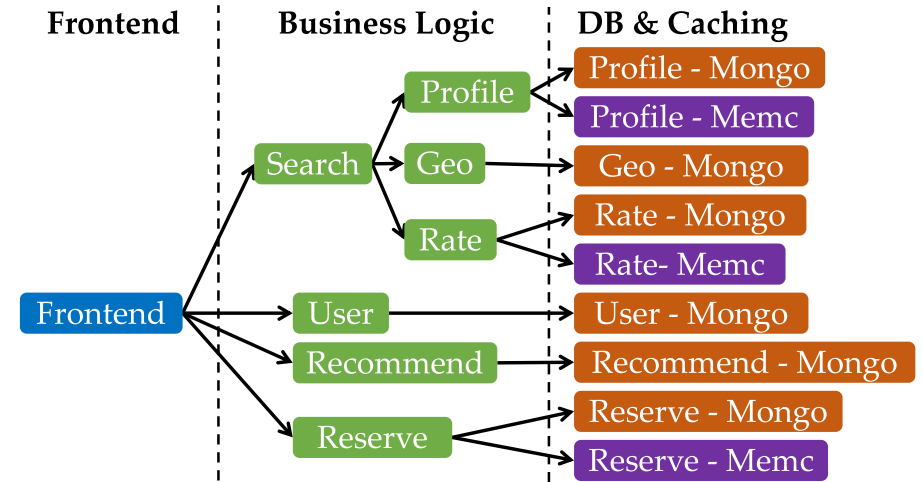 Frontend
Business Logic
DB & Caching
Profile
Profile - Mongo
Profile - Memc
Search
Geo
Geo - Mongo
Rate
Rate - Mongo
Rate- Memc
Frontend
User
User - Mongo
Recommend
Recommend - Mongo
Reserve
Reserve - Mongo
Reserve - Memc